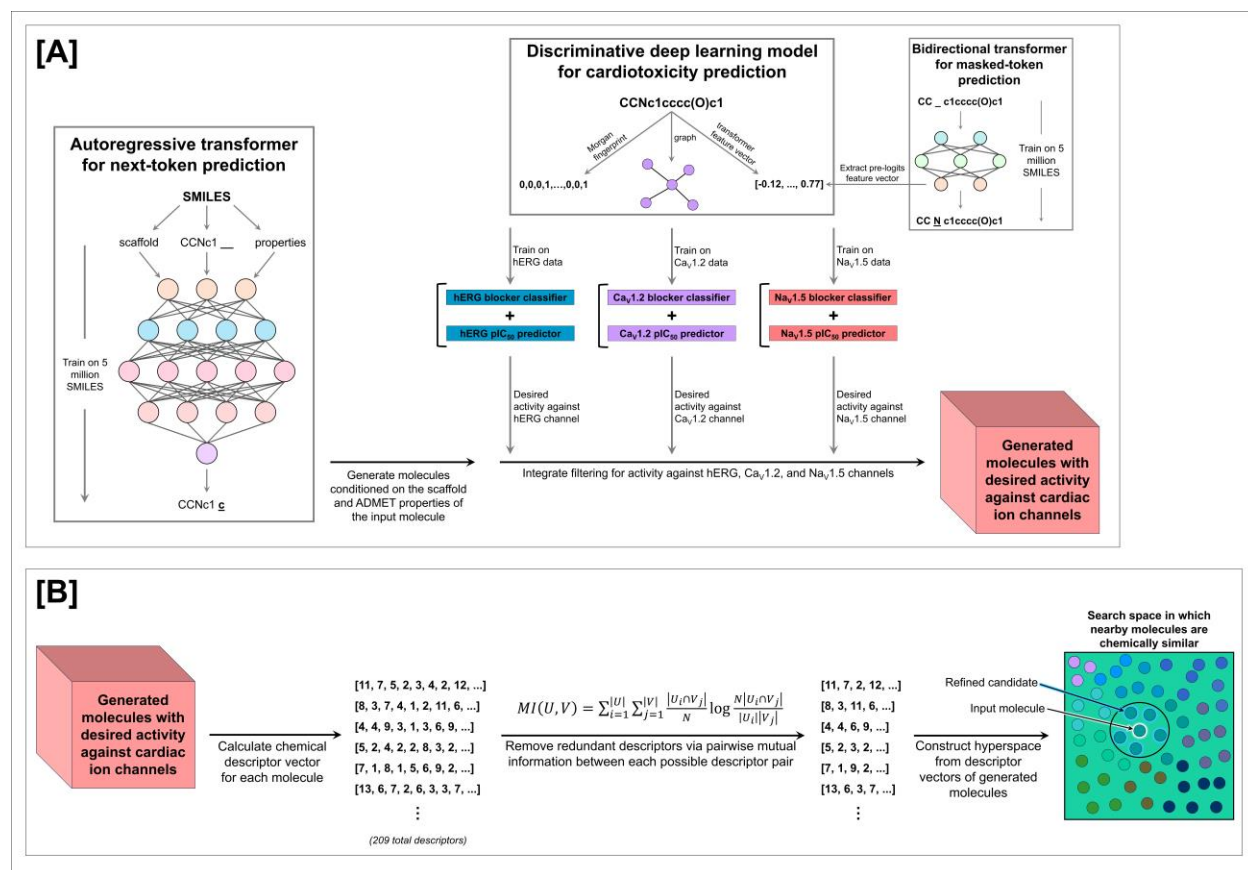 [A]
Autoregressive transformer
for next-token prediction
SMILES
scaffold
CCNc1 __
properties
Train on 5
million
SMILES
CCNc1 c
Generate molecules
conditioned on the scaffold
and ADMET properties of
the input molecule
Discriminative deep learning model
for cardiotoxicity prediction
CCNc1cccc(O)c1
Morgan
fingerprint
graph
transformer
feature vector
0,0,0,1,…,0,0,1
[-0.12, ..., 0.77]
Extract pre-logits
feature vector
Bidirectional transformer
for masked-token
prediction
CC _ c1cccc(O)c1
Train on 5
million
SMILES
CC N c1cccc(O)c1
Train on
hERG data
Train on
CaV1.2 data
Train on
NaV1.5 data
hERG blocker classifier
+
hERG pIC50 predictor
CaV1.2 blocker classifier
+
CaV1.2 pIC50 predictor
NaV1.5 blocker classifier
+
NaV1.5 pIC50 predictor
Desired
activity against
hERG channel
Desired
activity against
CaV1.2 channel
Desired
activity against
NaV1.5 channel
Integrate filtering for activity against hERG, CaV1.2, and NaV1.5 channels
Generated
molecules with
desired activity
against cardiac
ion channels
[B]
Generated
molecules with
desired activity
against cardiac
ion channels
Calculate chemical
descriptor vector
for each molecule
[11, 7, 5, 2, 3, 4, 2, 12, ...]
[8, 3, 7, 4, 1, 2, 11, 6, ...]
[4, 4, 9, 3, 1, 3, 6, 9, ...]
[5, 2, 4, 2, 2, 8, 3, 2, ...]
[7, 1, 8, 1, 5, 6, 9, 2, ...]
[13, 6, 7, 2, 6, 3, 3, 7, ...]
⋮
(209 total descriptors)
MI(U,V) = ∑_{i=1}^{|U|} ∑_{j=1}^{|V|} |U_i∩V_j|/N log N|U_i∩V_j|/|U_i||V_j|
Remove redundant descriptors via pairwise mutual
information between each possible descriptor pair
[11, 7, 2, 12, ...]
[8, 3, 11, 6, ...]
[4, 4, 6, 9, ...]
[5, 2, 3, 2, ...]
[7, 1, 9, 2, ...]
[13, 6, 3, 7, ...]
⋮
Construct hyperspace
from descriptor
vectors of generated
molecules
Search space in which
nearby molecules are
chemically similar
Refined candidate
Input molecule